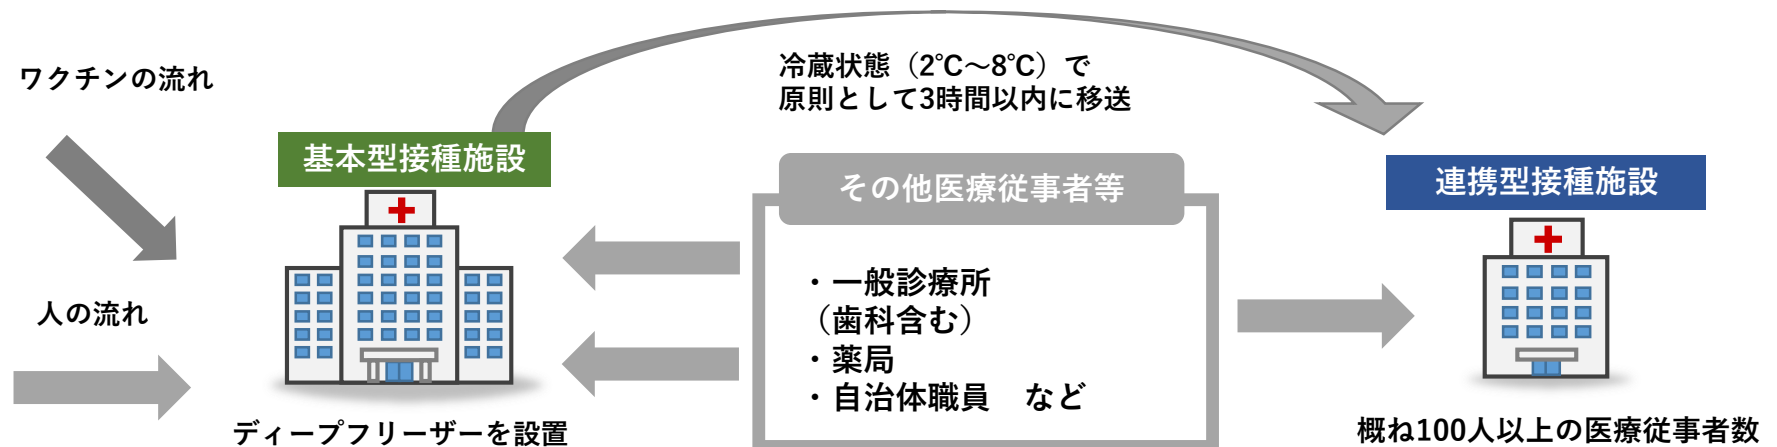 ワクチンの流れ
冷蔵状態（2℃～8℃）で
原則として3時間以内に移送
基本型接種施設
その他医療従事者等
連携型接種施設
・一般診療所
（歯科含む）
・薬局
・自治体職員　など
人の流れ
ディープフリーザーを設置
概ね100人以上の医療従事者数